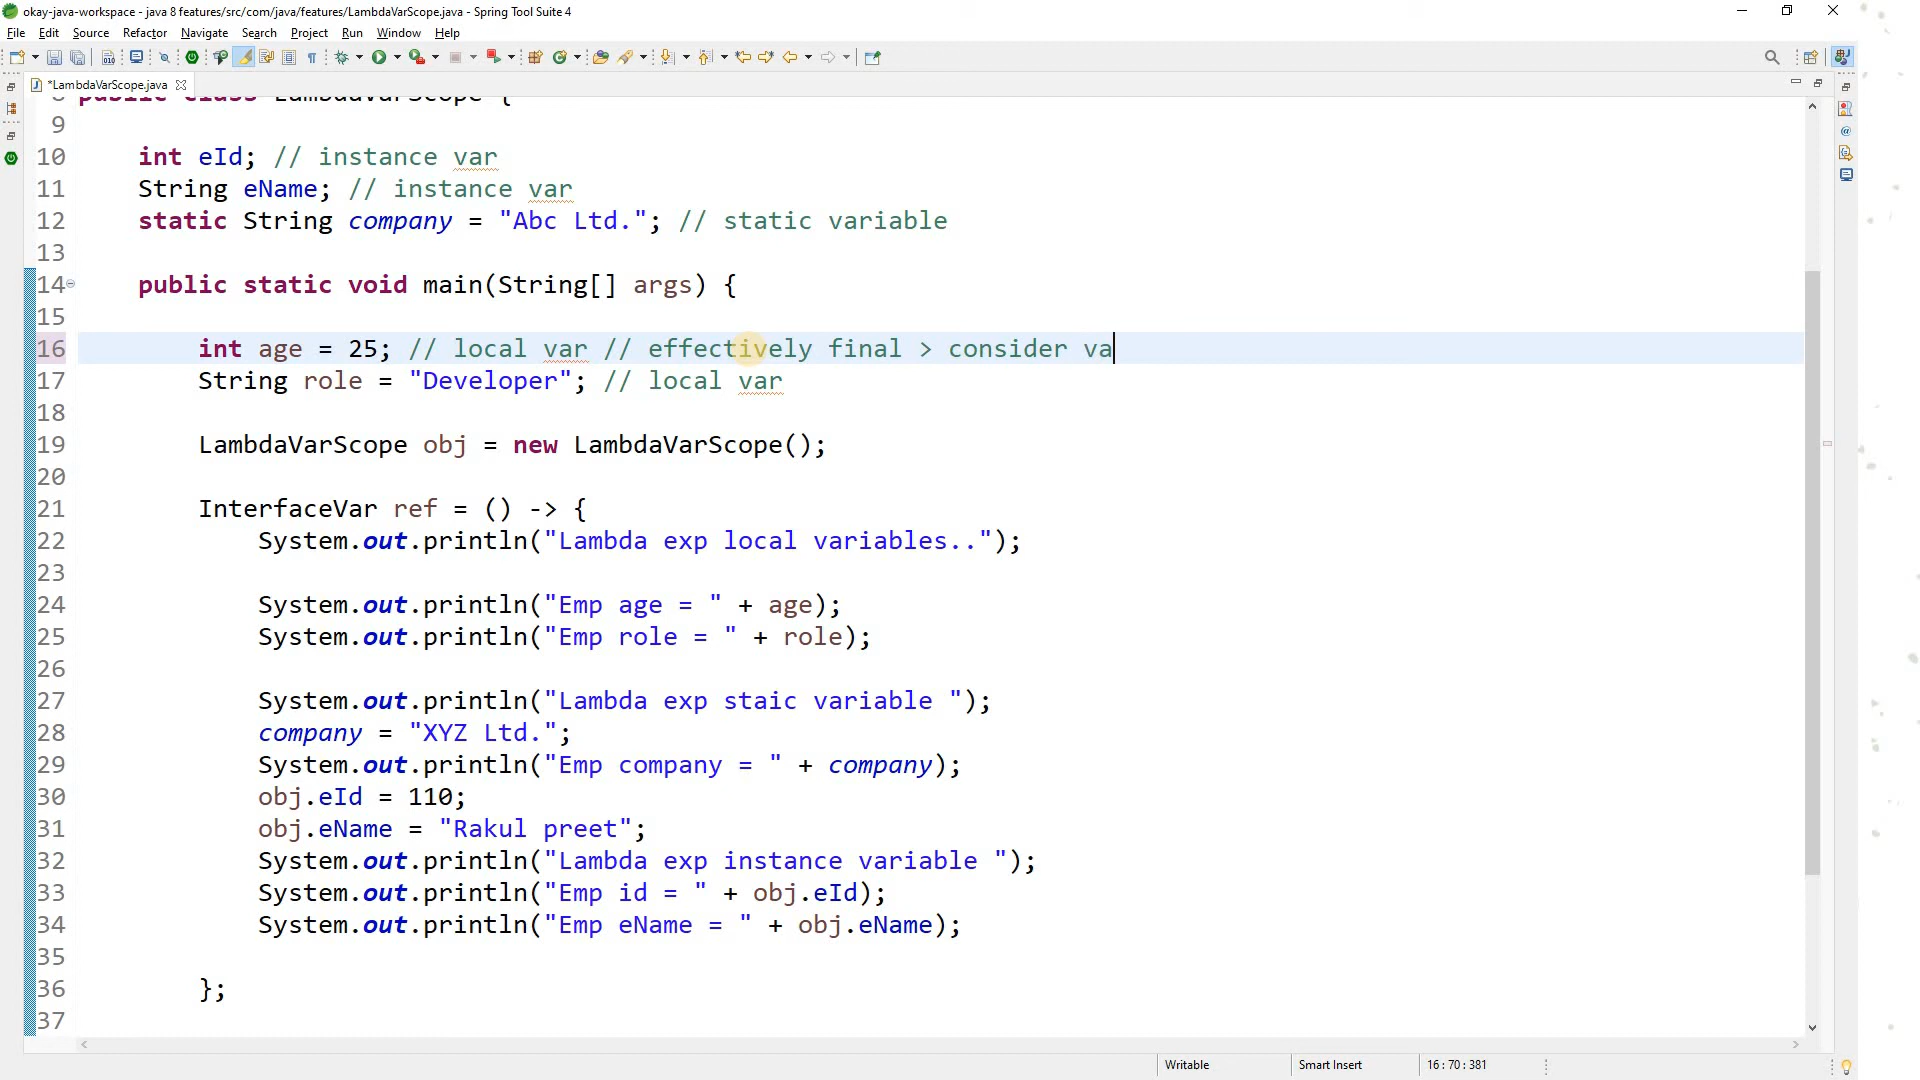 okay-java-workspace - java 8 features/src/com/java/features/LambdaVarScope.java - Spring Tool Suite 4
File Edit Source Refactor Navigate Search Project Run Window Help
*LambdaVarScope.java
8 public class LambdaVarScope {
9
10 int eId; // instance var
11 String eName; // instance var
12 static String company = "Abc Ltd."; // static variable
13
14 public static void main(String[] args) {
15
16 int age = 25; // local var // effectively final > consider va
17 String role = "Developer"; // local var
18
19 LambdaVarScope obj = new LambdaVarScope();
20
21 InterfaceVar ref = () -> {
22 System.out.println("Lambda exp local variables..");
23
24 System.out.println("Emp age = " + age);
25 System.out.println("Emp role = " + role);
26
27 System.out.println("Lambda exp staic variable ");
28 company = "XYZ Ltd.";
29 System.out.println("Emp company = " + company);
30 obj.eId = 110;
31 obj.eName = "Rakul preet";
32 System.out.println("Lambda exp instance variable ");
33 System.out.println("Emp id = " + obj.eId);
34 System.out.println("Emp eName = " + obj.eName);
35
36 };
37
Writable Smart Insert 16 : 70 : 381